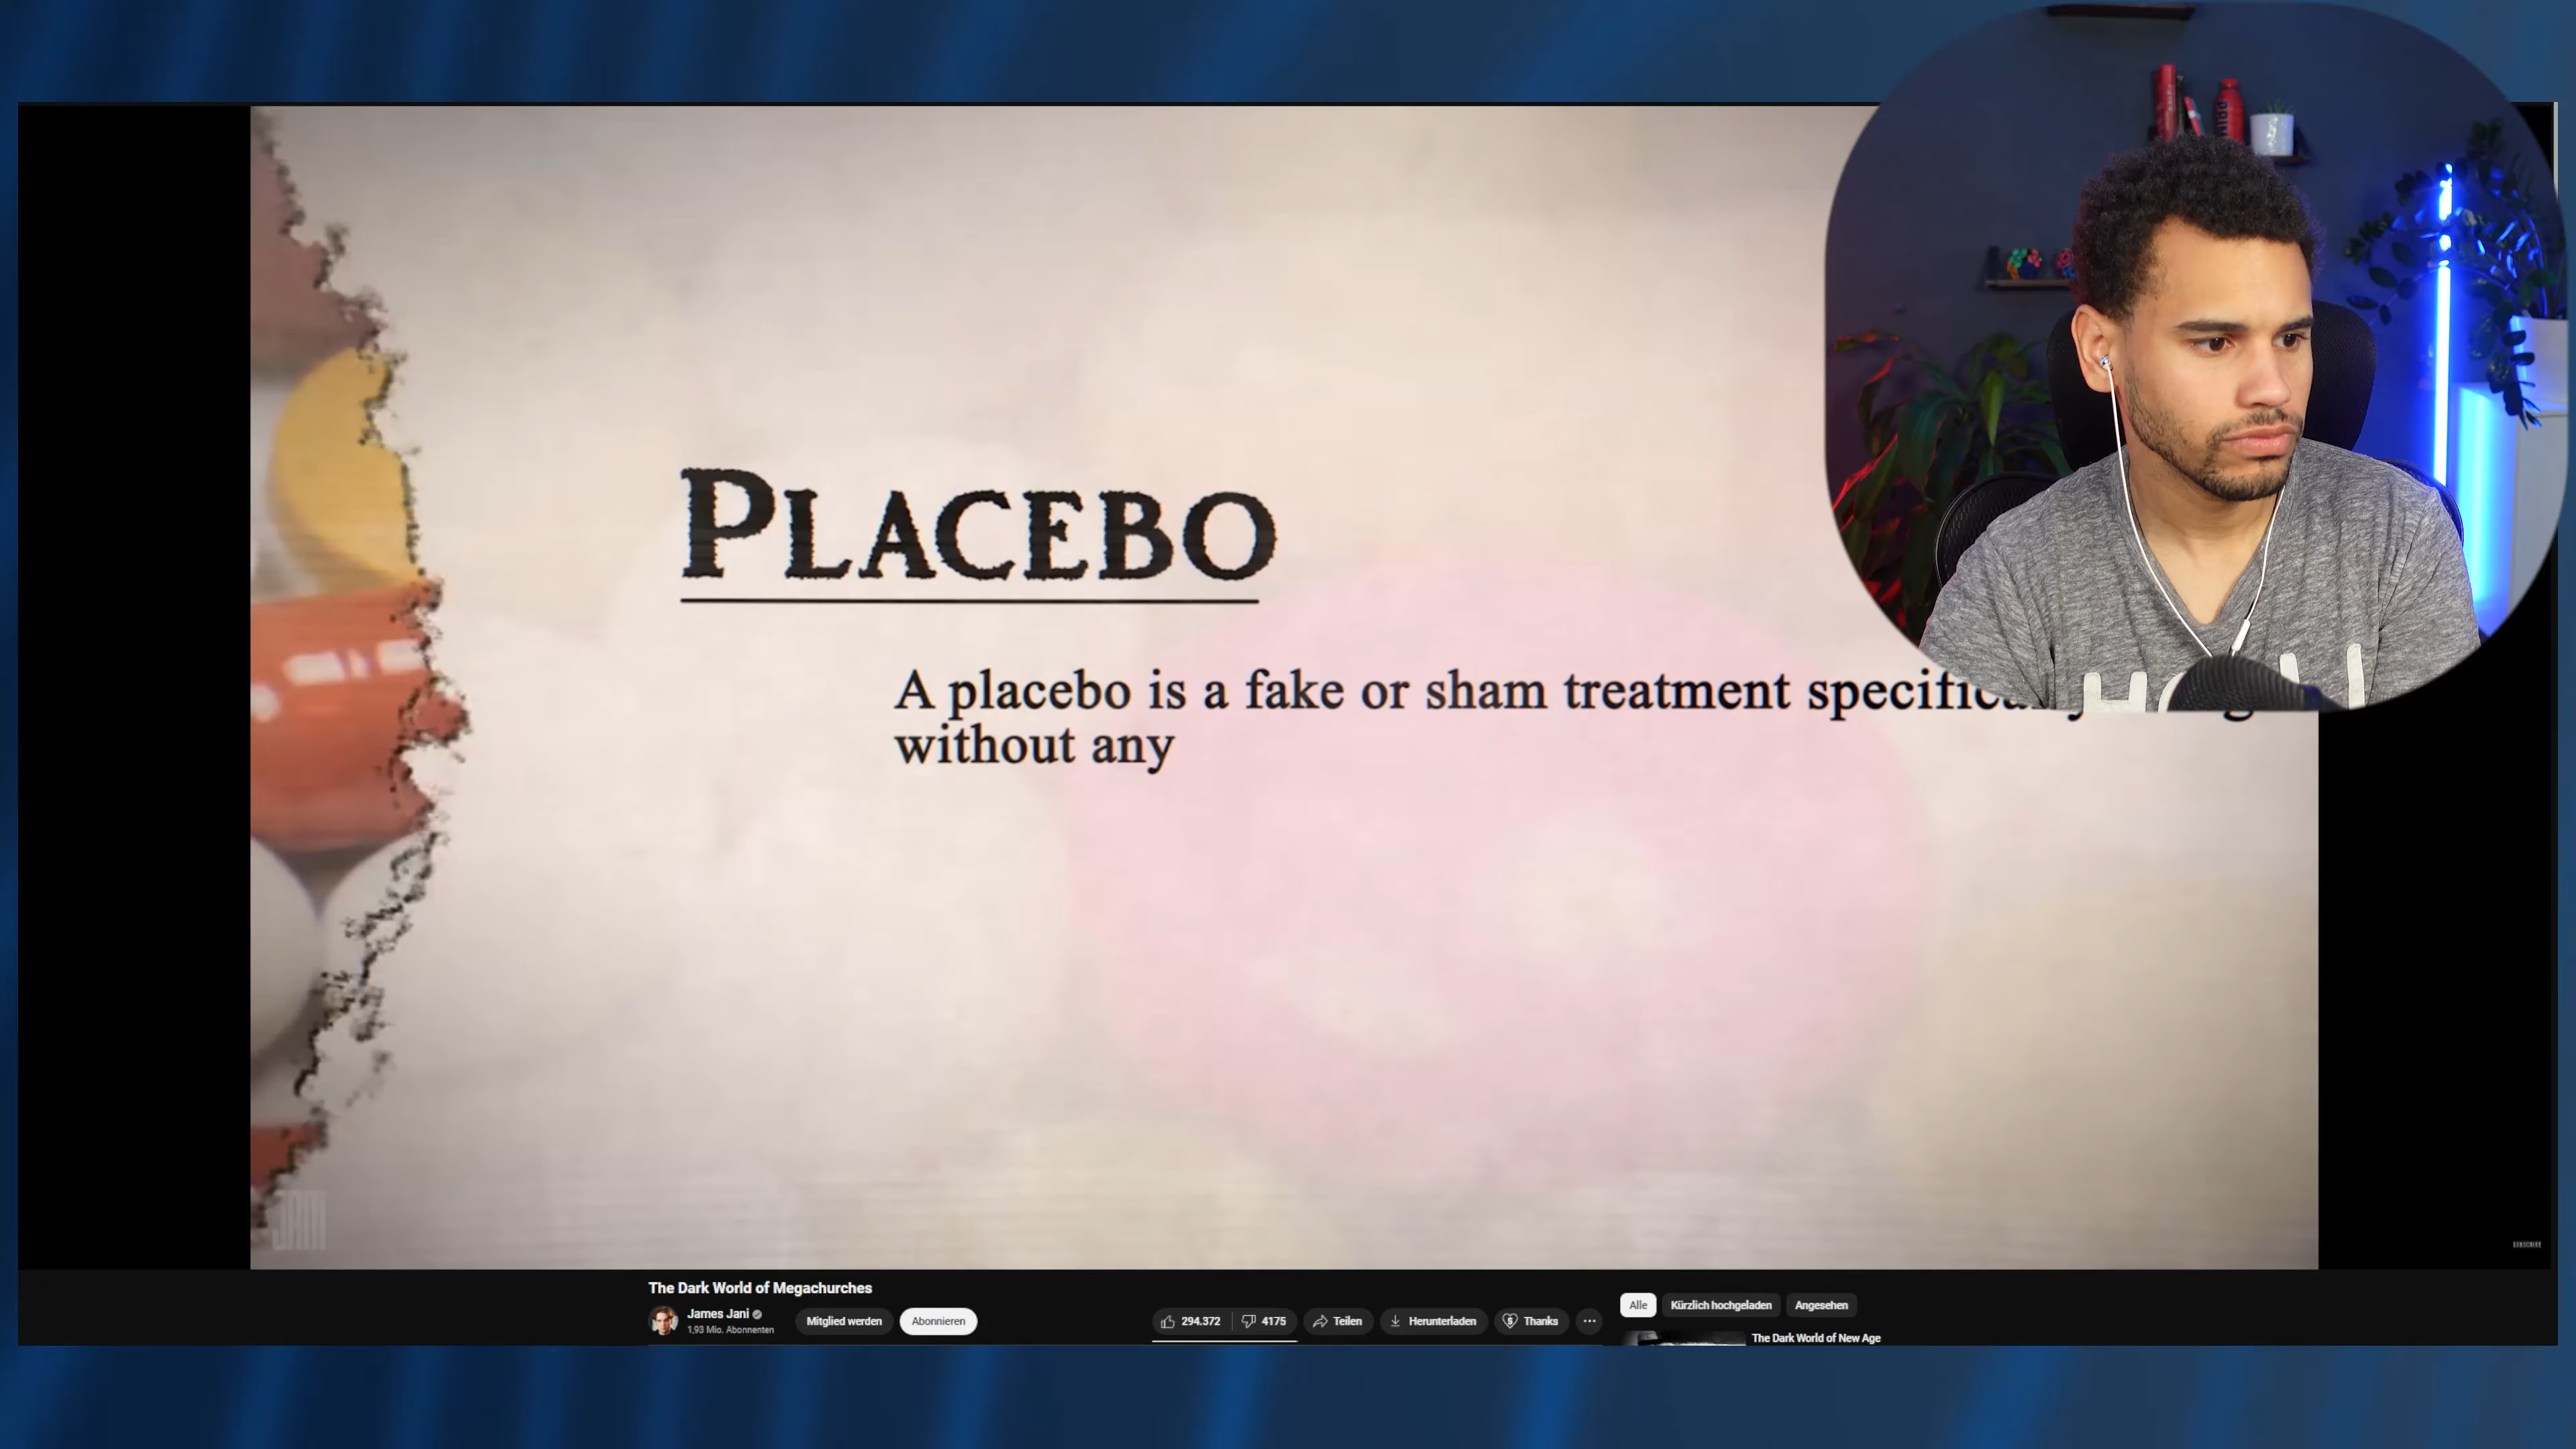 PLACEBO
A placebo is a fake or sham treatment
without any
The Dark World of Megachurches
James Jani
1,93 Mio. Abonnenten
Mitglied werden
Abonnieren
294.372
4175
Teilen
Herunterladen
Thanks
Alle
Kürzlich hochgeladen
Angesehen
The Dark World of New Age
JANI
SUBSCRIBE